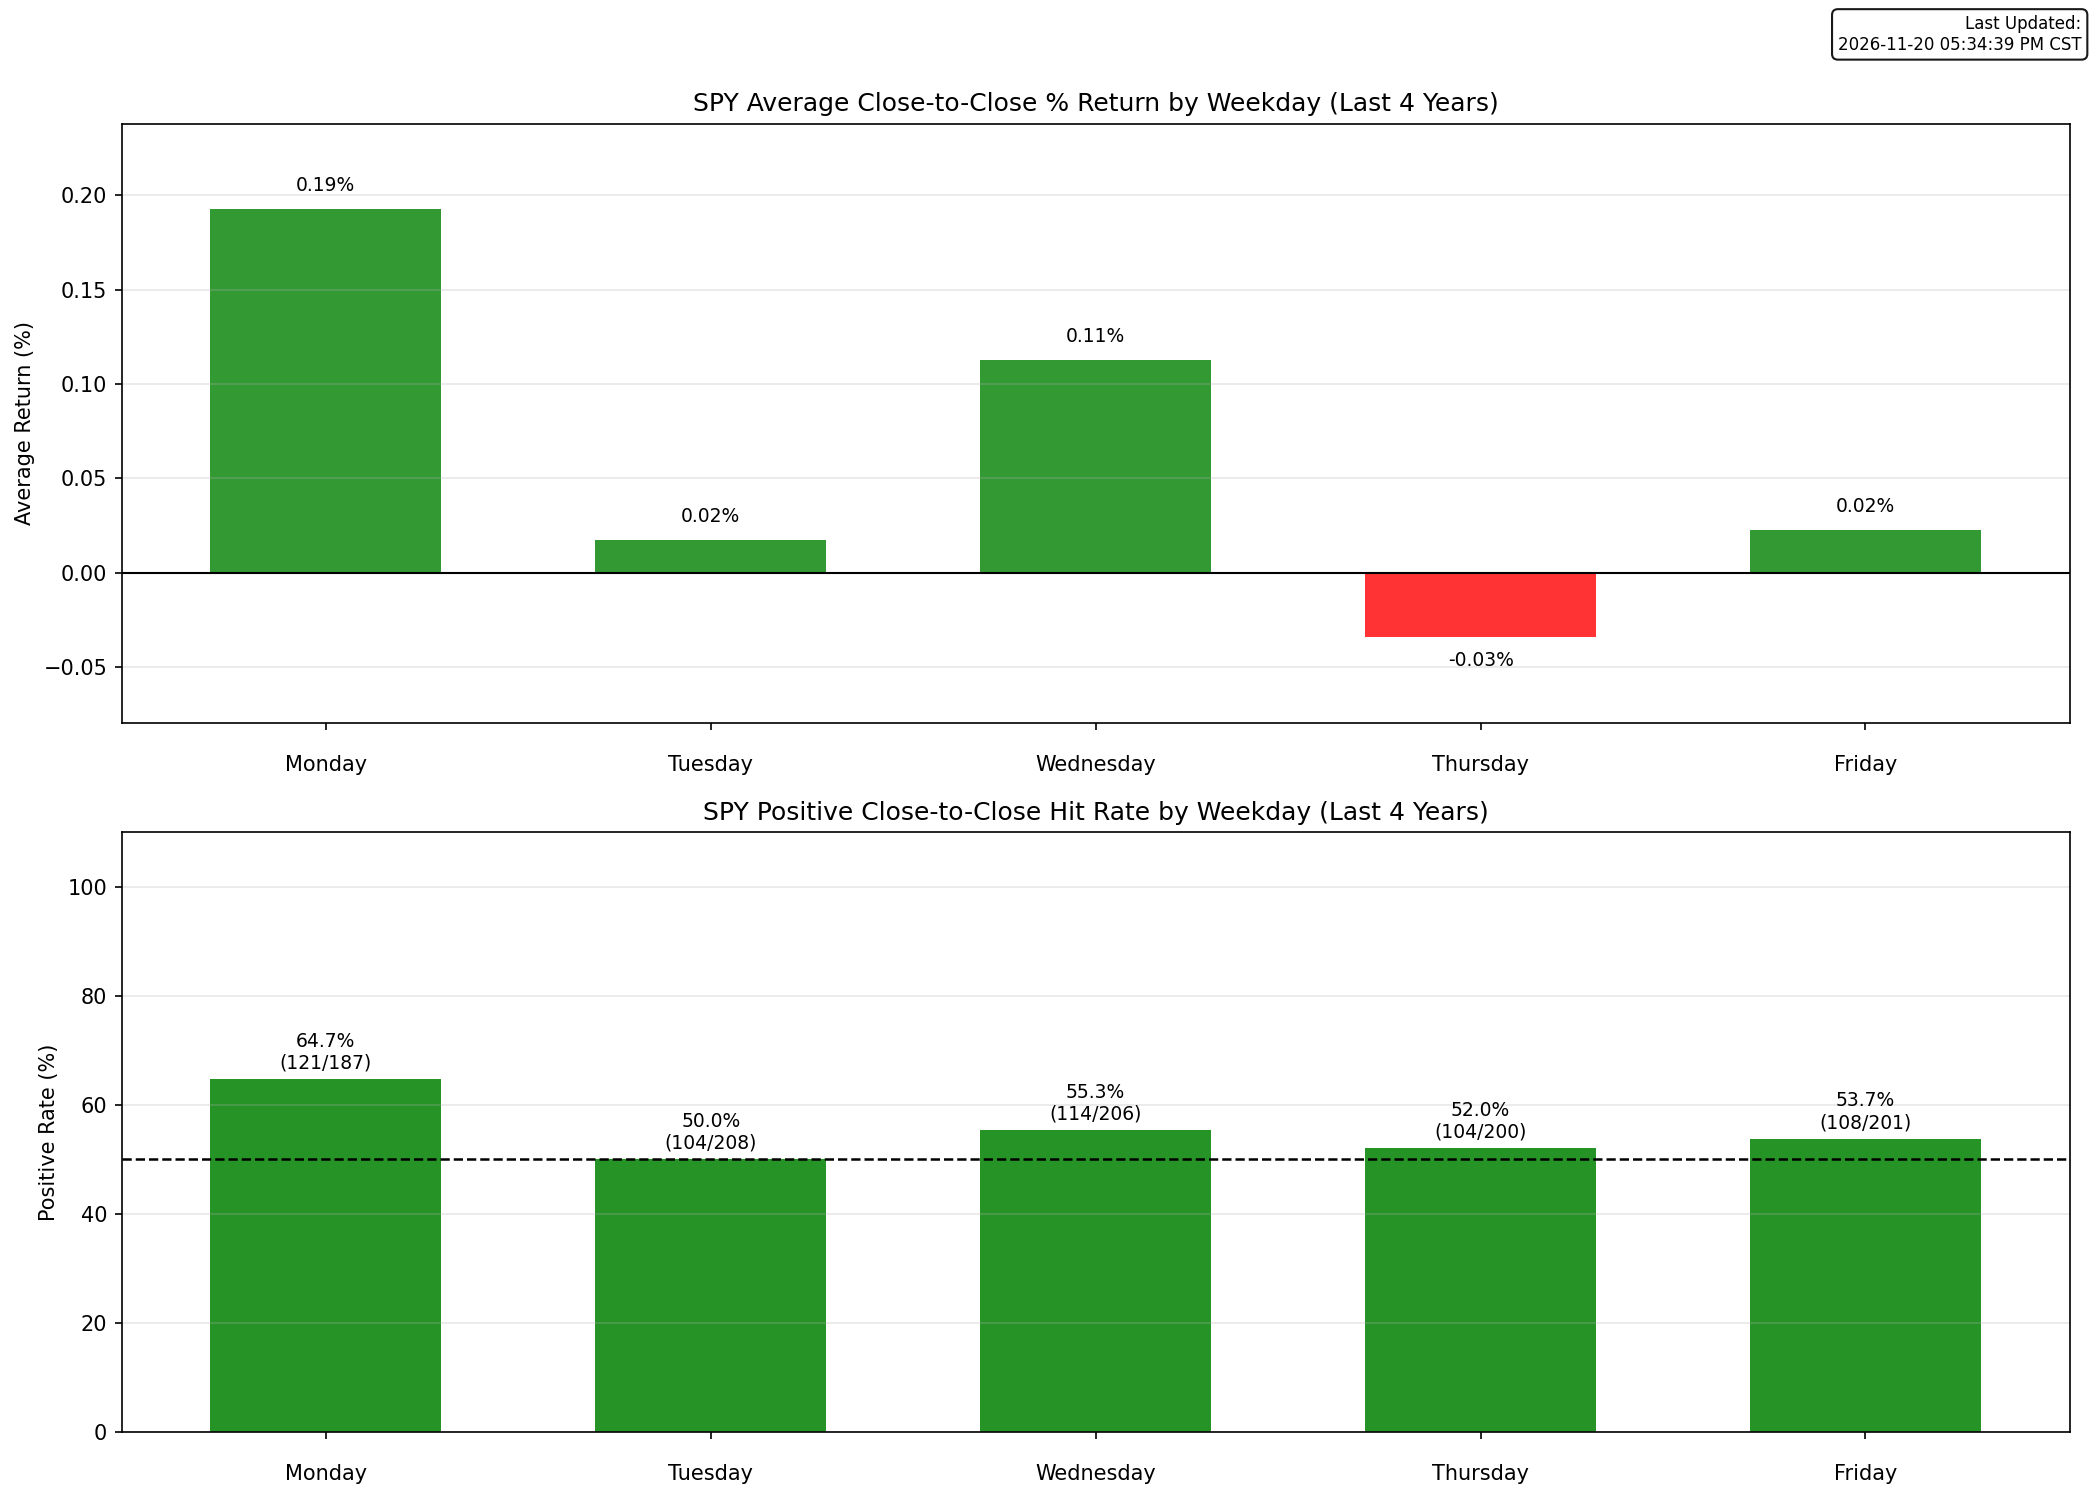 Last Updated:
2026-11-20 05:34:39 PM CST
SPY Average Close-to-Close % Return by Weekday (Last 4 Years)
Average Return (%)
0.20
0.15
0.10
0.05
0.00
−0.05
0.19%
0.02%
0.11%
-0.03%
0.02%
Monday
Tuesday
Wednesday
Thursday
Friday
SPY Positive Close-to-Close Hit Rate by Weekday (Last 4 Years)
Positive Rate (%)
100
80
60
40
20
0
64.7%
(121/187)
50.0%
(104/208)
55.3%
(114/206)
52.0%
(104/200)
53.7%
(108/201)
Monday
Tuesday
Wednesday
Thursday
Friday